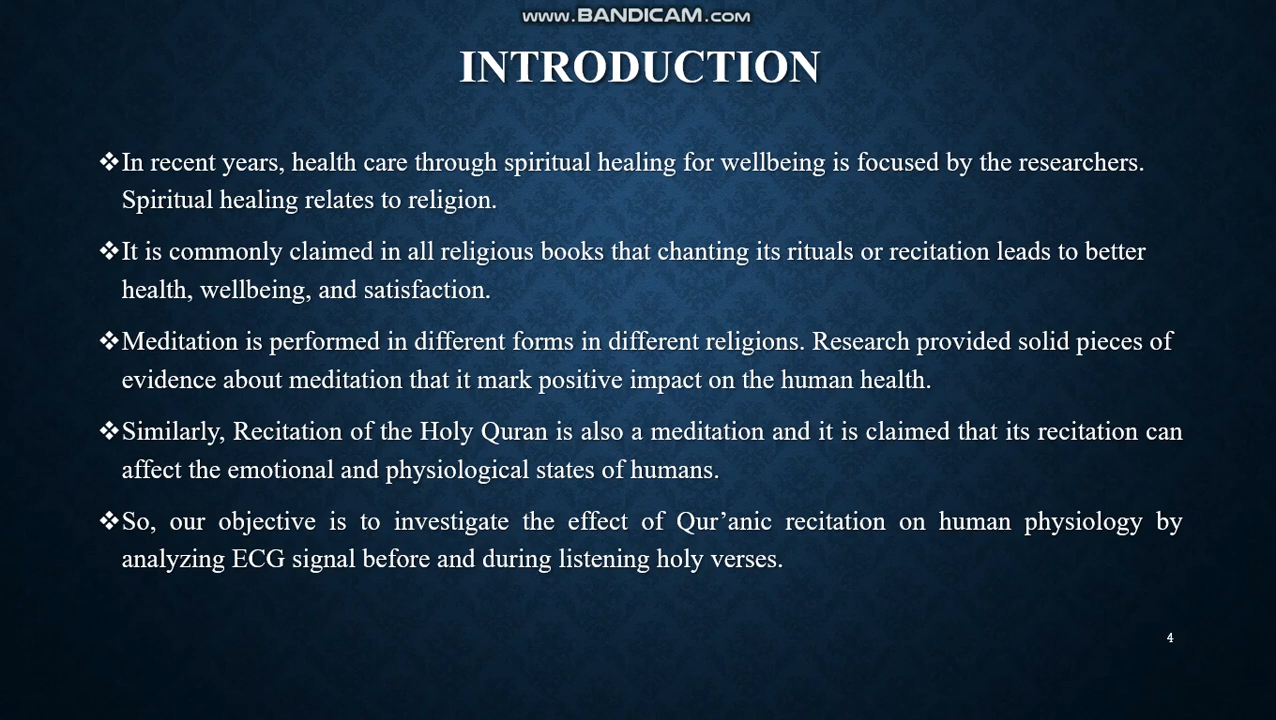 www.BANDICAM.com
INTRODUCTION
❖In recent years, health care through spiritual healing for wellbeing is focused by the researchers.
Spiritual healing relates to religion.
❖It is commonly claimed in all religious books that chanting its rituals or recitation leads to better
health, wellbeing, and satisfaction.
❖Meditation is performed in different forms in different religions. Research provided solid pieces of
evidence about meditation that it mark positive impact on the human health.
❖Similarly, Recitation of the Holy Quran is also a meditation and it is claimed that its recitation can
affect the emotional and physiological states of humans.
❖So, our objective is to investigate the effect of Qur’anic recitation on human physiology by
analyzing ECG signal before and during listening holy verses.
4